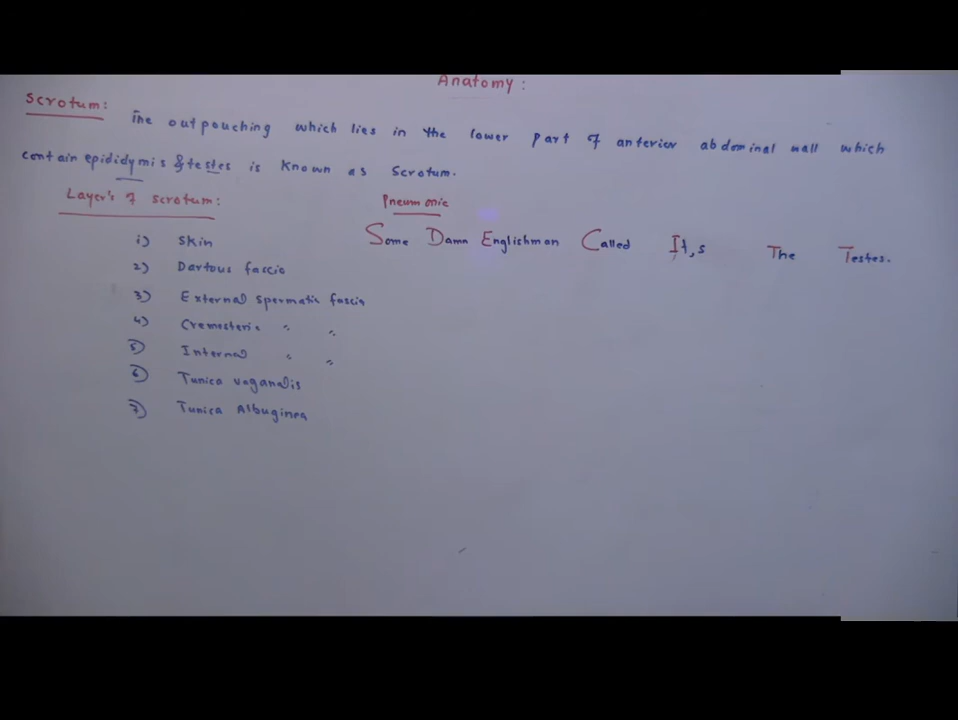 Anatomy :
Scrotum: The outpouching which lies in the lower part of anterior abdominal wall which
contain epididymis & testes is known as Scrotum.
Layer's of scrotum:
Pneumonic
Some Damn Englishman Called It,s The Testes.
1) Skin
2) Dartous fascia
3) External Spermatic fascia
4) Cremasteric " "
5) Internal " "
6) Tunica vaganalis
7) Tunica Albuginea